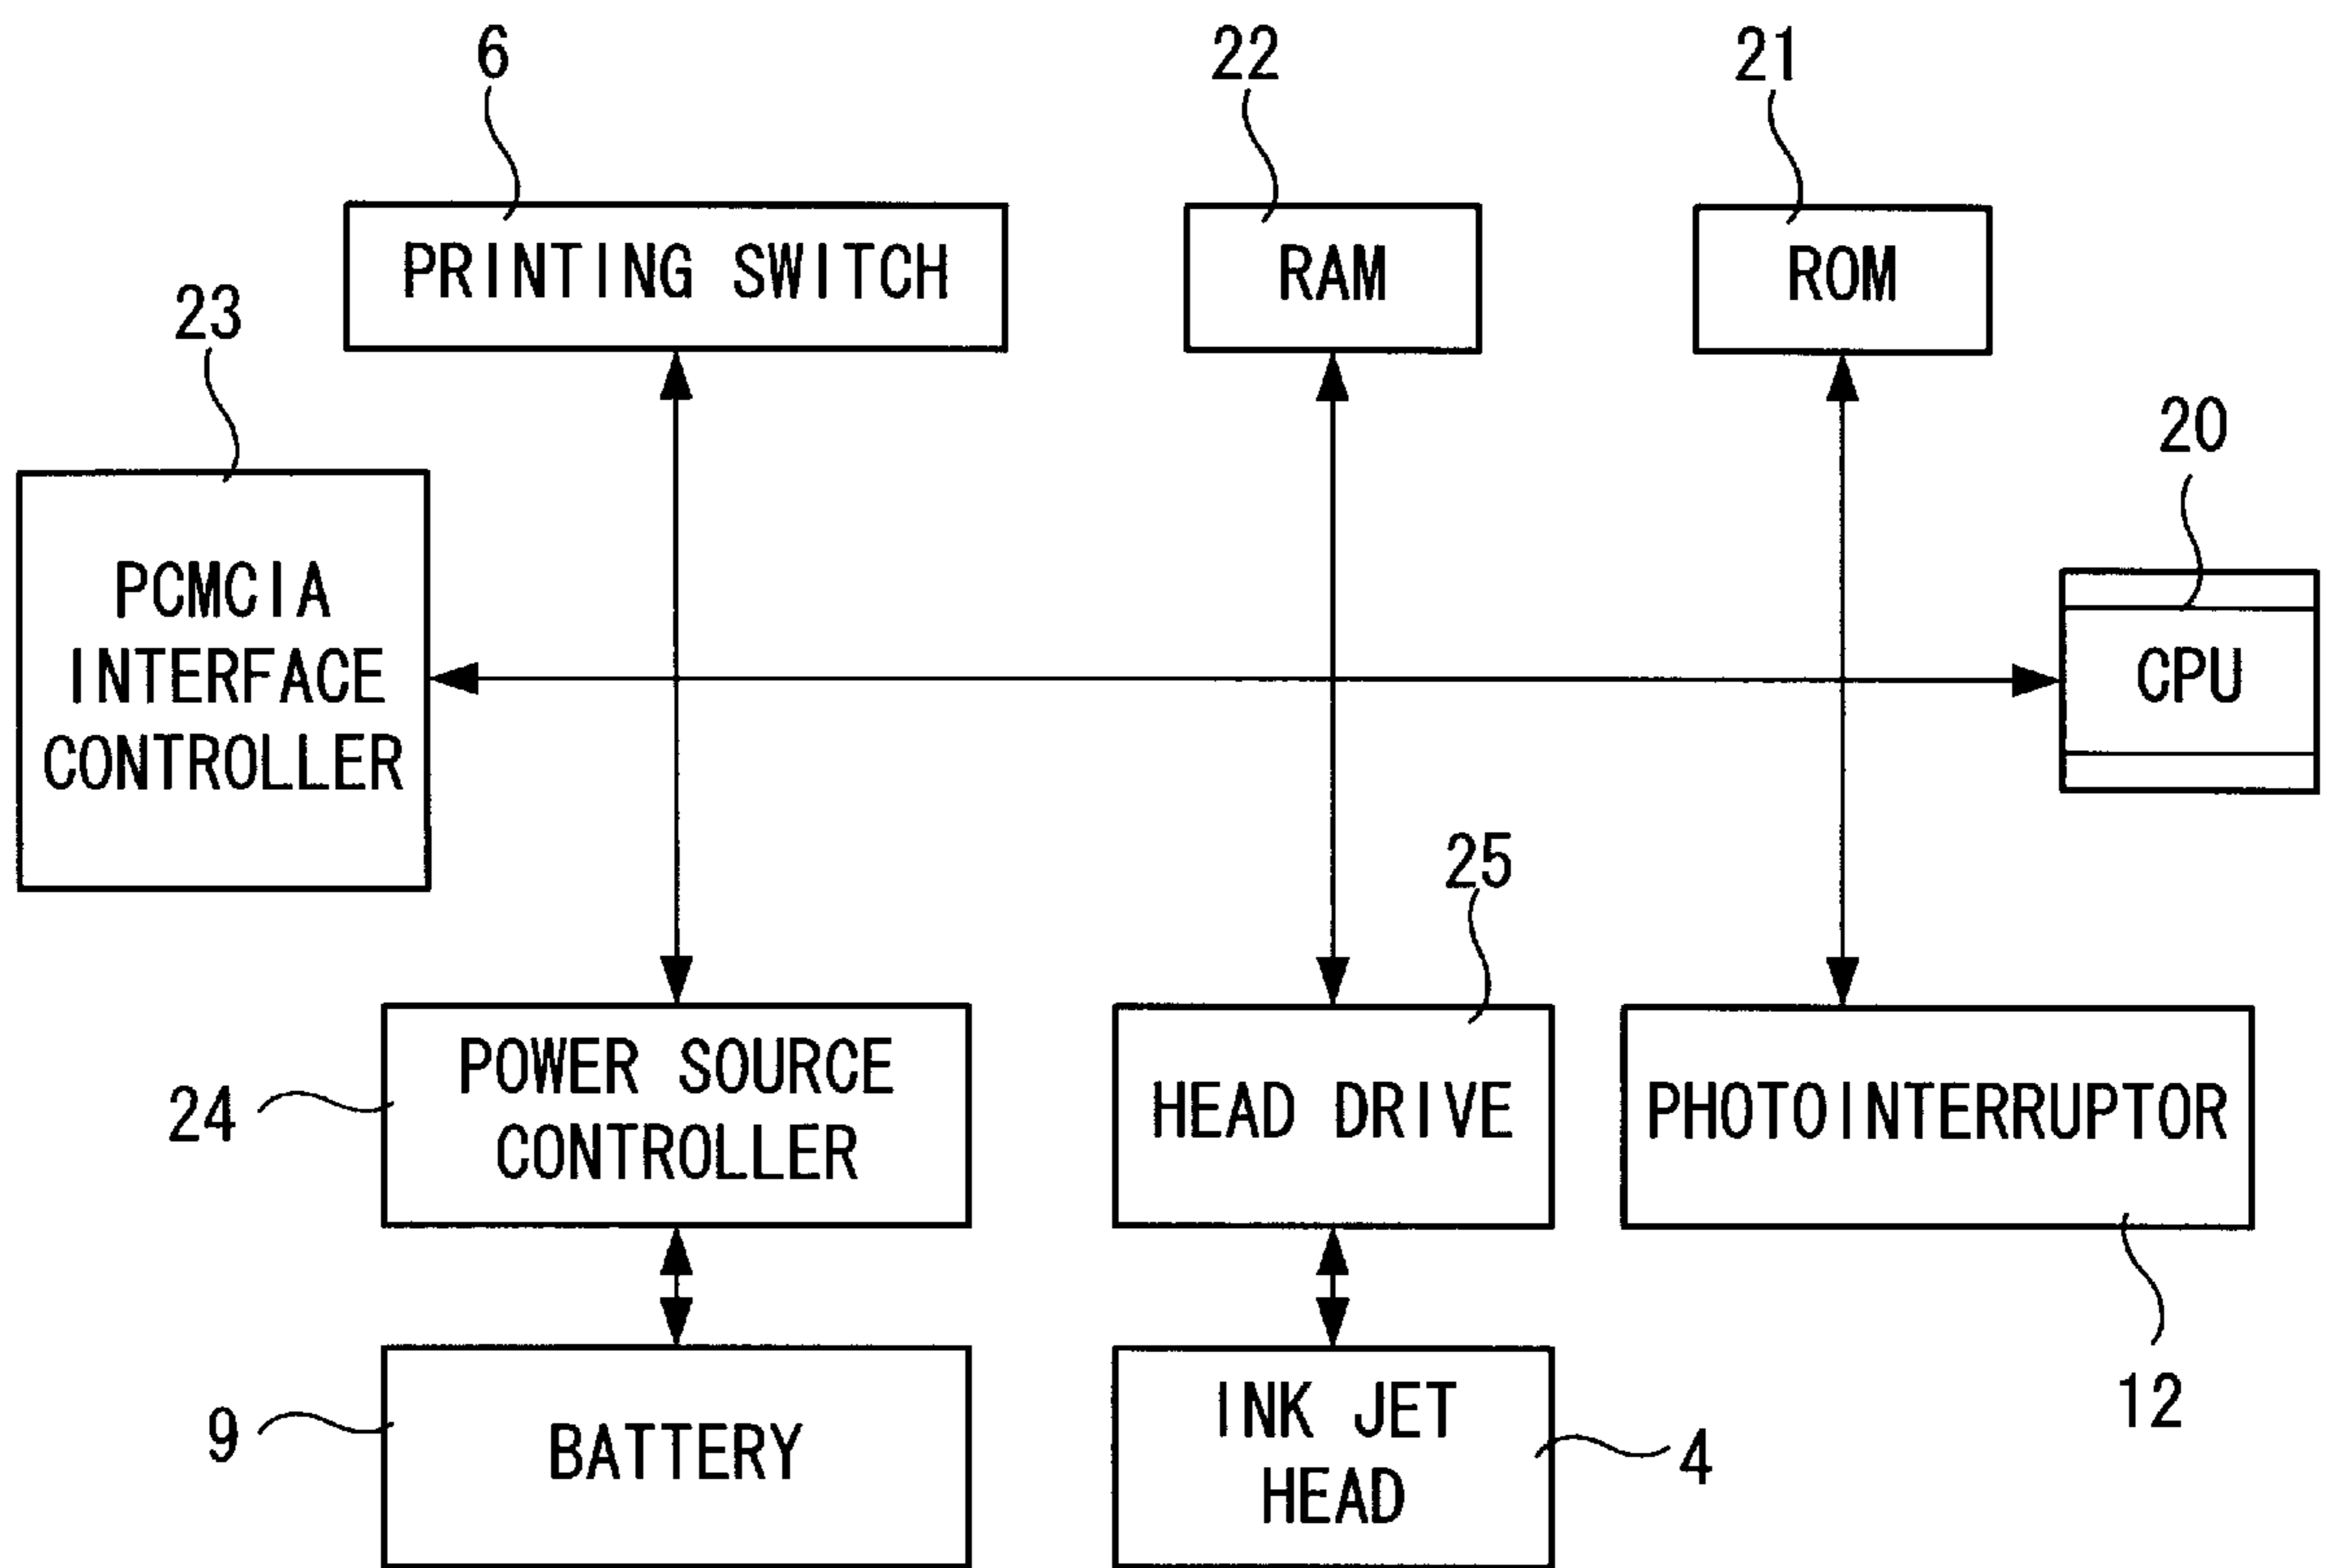 6
22
21
PRINTING SWITCH
RAM
ROM
23
20
PCMCIA
INTERFACE
CONTROLLER
CPU
25
24
POWER SOURCE
CONTROLLER
HEAD DRIVE
PHOTOINTERRUPTOR
12
9
BATTERY
INK JET
HEAD
4